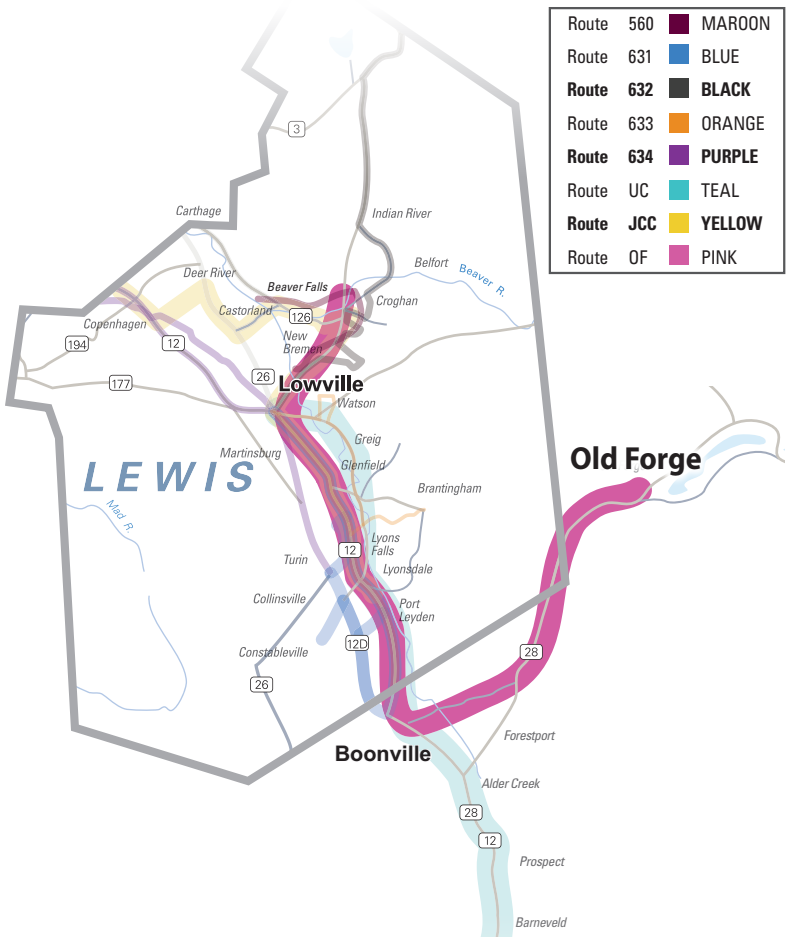 Route 560 MAROON
Route 631 BLUE
Route 632 BLACK
Route 633 ORANGE
Route 634 PURPLE
Route UC TEAL
Route JCC YELLOW
Route OF PINK
3
Carthage
Indian River
Deer River
Belfort
Beaver R.
Beaver Falls
Croghan
Castorland
126
Copenhagen
New
Bremen
194
12
177
26
Lowville
Watson
Greig
Martinsburg
Glenfield
LEWIS
Old Forge
Brantingham
Mad R.
Lyons
Falls
12
Turin
Lyonsdale
Collinsville
Port
Leyden
12D
Constableville
28
26
Forestport
Boonville
Alder Creek
28
12
Prospect
Barneveld